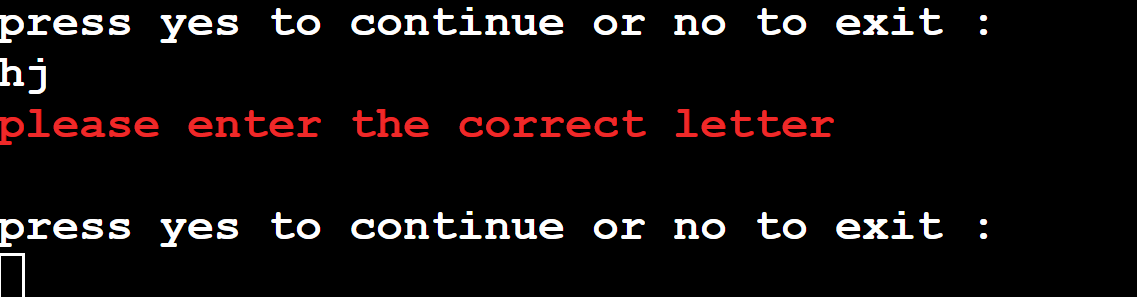 press yes to continue or no to exit :
hj
please enter the correct letter
press yes to continue or no to exit :